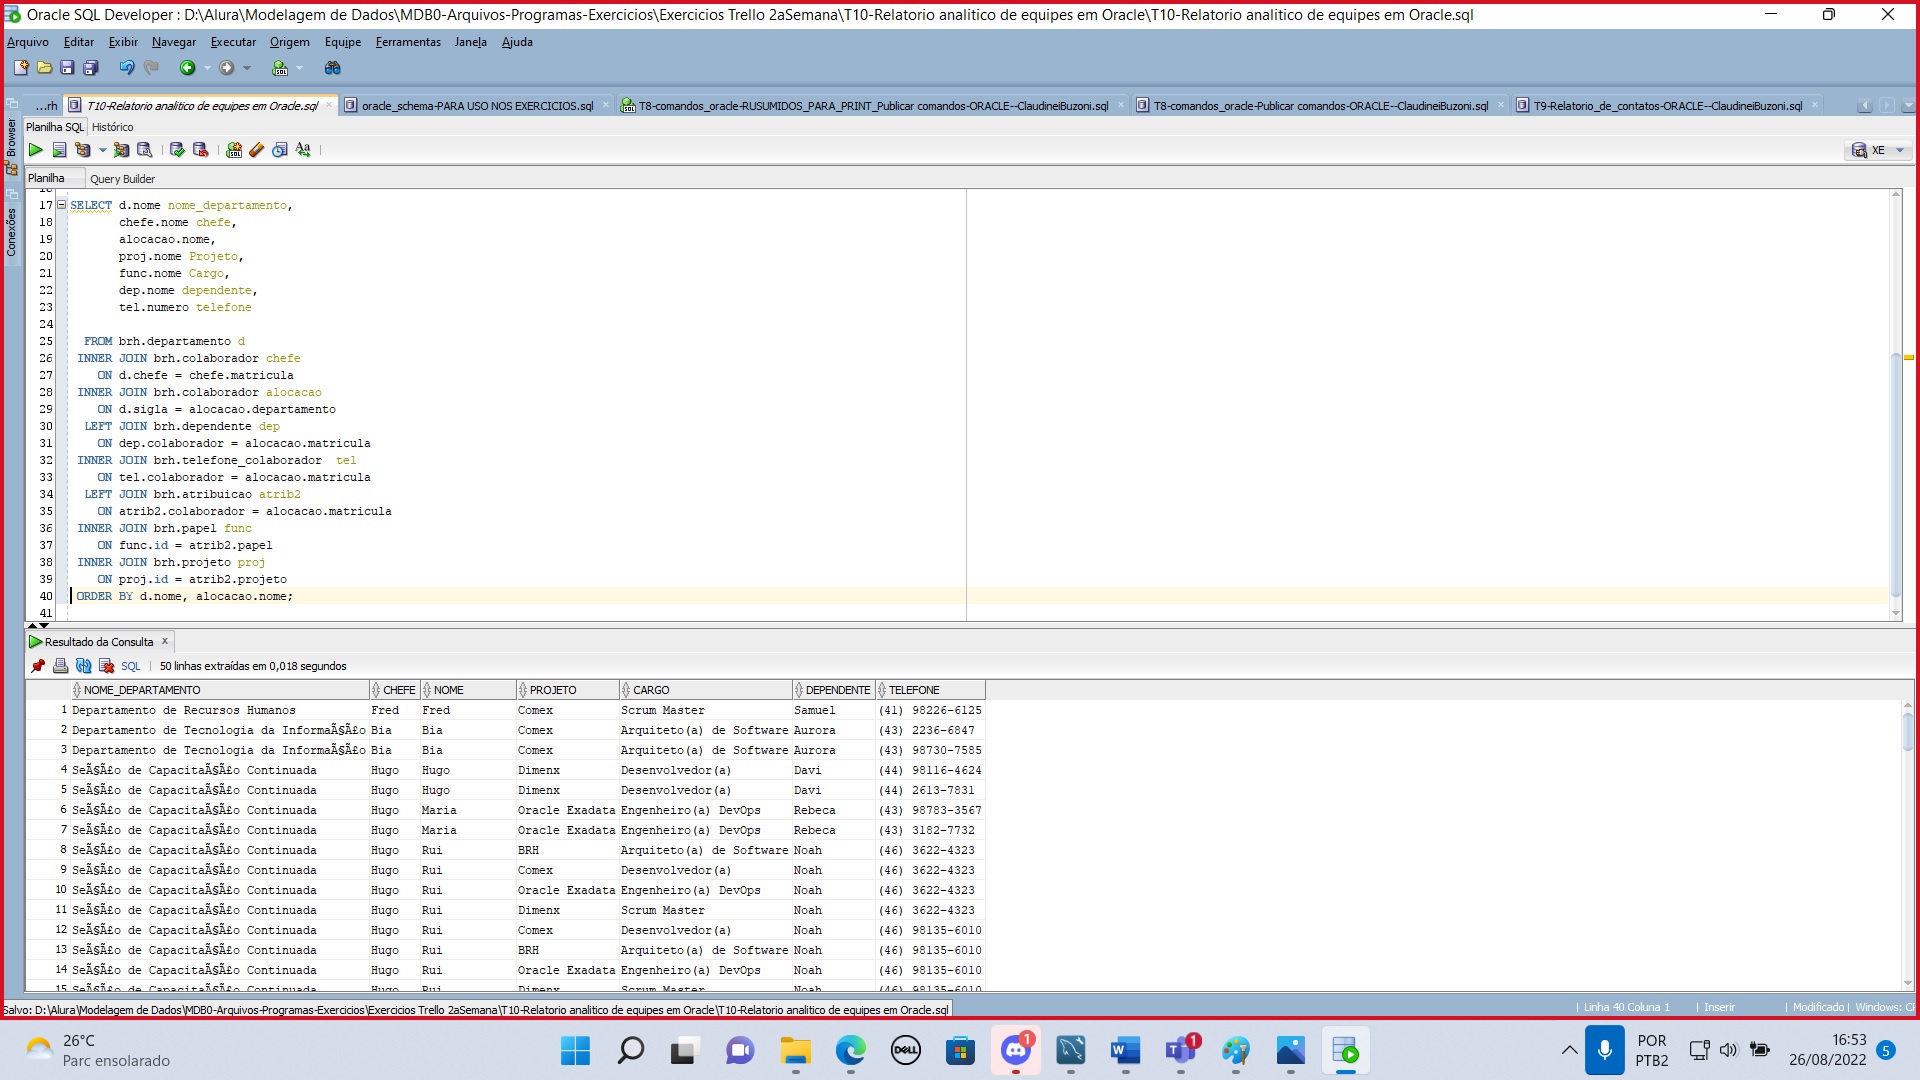 Oracle SQL Developer : D:\Alura\Modelagem de Dados\MDB0-Arquivos-Programas-Exercicios\Exercicios Trello 2aSemana\T10-Relatorio analitico de equipes em Oracle\T10-Relatorio analitico de equipes em Oracle.sql
Arquivo Editar Exibir Navegar Executar Origem Equipe Ferramentas Janela Ajuda
...rh T10-Relatorio analitico de equipes em Oracle.sql oracle_schema-PARA USO NOS EXERCICIOS.sql T8-comandos_oracle-RUSUMIDOS_PARA_PRINT_Publicar comandos-ORACLE--ClaudineiBuzoni.sql T8-comandos_oracle-Publicar comandos-ORACLE--ClaudineiBuzoni.sql T9-Relatorio_de_contatos-ORACLE--ClaudineiBuzoni.sql
Browser
Conexões
Planilha SQL Histórico
XE
Planilha Query Builder
16
17 SELECT d.nome nome_departamento,
18 chefe.nome chefe,
19 alocacao.nome,
20 proj.nome Projeto,
21 func.nome Cargo,
22 dep.nome dependente,
23 tel.numero telefone
24
25 FROM brh.departamento d
26 INNER JOIN brh.colaborador chefe
27 ON d.chefe = chefe.matricula
28 INNER JOIN brh.colaborador alocacao
29 ON d.sigla = alocacao.departamento
30 LEFT JOIN brh.dependente dep
31 ON dep.colaborador = alocacao.matricula
32 INNER JOIN brh.telefone_colaborador tel
33 ON tel.colaborador = alocacao.matricula
34 LEFT JOIN brh.atribuicao atrib2
35 ON atrib2.colaborador = alocacao.matricula
36 INNER JOIN brh.papel func
37 ON func.id = atrib2.papel
38 INNER JOIN brh.projeto proj
39 ON proj.id = atrib2.projeto
40 ORDER BY d.nome, alocacao.nome;
41
Resultado da Consulta
SQL | 50 linhas extraídas em 0,018 segundos
NOME_DEPARTAMENTO CHEFE NOME PROJETO CARGO DEPENDENTE TELEFONE
1 Departamento de Recursos Humanos Fred Fred Comex Scrum Master Samuel (41) 98226-6125
2 Departamento de Tecnologia da InformaÃ§Ã£o Bia Bia Comex Arquiteto(a) de Software Aurora (43) 2236-6847
3 Departamento de Tecnologia da InformaÃ§Ã£o Bia Bia Comex Arquiteto(a) de Software Aurora (43) 98730-7585
4 SeÃ§Ã£o de CapacitaÃ§Ã£o Continuada Hugo Hugo Dimenx Desenvolvedor(a) Davi (44) 98116-4624
5 SeÃ§Ã£o de CapacitaÃ§Ã£o Continuada Hugo Hugo Dimenx Desenvolvedor(a) Davi (44) 2613-7831
6 SeÃ§Ã£o de CapacitaÃ§Ã£o Continuada Hugo Maria Oracle Exadata Engenheiro(a) DevOps Rebeca (43) 98783-3567
7 SeÃ§Ã£o de CapacitaÃ§Ã£o Continuada Hugo Maria Oracle Exadata Engenheiro(a) DevOps Rebeca (43) 3182-7732
8 SeÃ§Ã£o de CapacitaÃ§Ã£o Continuada Hugo Rui BRH Arquiteto(a) de Software Noah (46) 3622-4323
9 SeÃ§Ã£o de CapacitaÃ§Ã£o Continuada Hugo Rui Comex Desenvolvedor(a) Noah (46) 3622-4323
10 SeÃ§Ã£o de CapacitaÃ§Ã£o Continuada Hugo Rui Oracle Exadata Engenheiro(a) DevOps Noah (46) 3622-4323
11 SeÃ§Ã£o de CapacitaÃ§Ã£o Continuada Hugo Rui Dimenx Scrum Master Noah (46) 3622-4323
12 SeÃ§Ã£o de CapacitaÃ§Ã£o Continuada Hugo Rui Comex Desenvolvedor(a) Noah (46) 98135-6010
13 SeÃ§Ã£o de CapacitaÃ§Ã£o Continuada Hugo Rui BRH Arquiteto(a) de Software Noah (46) 98135-6010
14 SeÃ§Ã£o de CapacitaÃ§Ã£o Continuada Hugo Rui Oracle Exadata Engenheiro(a) DevOps Noah (46) 98135-6010
15 SeÃ§Ã£o de CapacitaÃ§Ã£o Continuada Hugo Rui Dimenx Scrum Master Noah (46) 98135-6010
Salvo: D:\Alura\Modelagem de Dados\MDB0-Arquivos-Programas-Exercicios\Exercicios Trello 2aSemana\T10-Relatorio analitico de equipes em Oracle\T10-Relatorio analitico de equipes em Oracle.sql
| Linha 40 Coluna 1 | Inserir | Modificado | Windows: CF
26°C
Parc ensolarado
DELL
1
1
POR
PTB2
16:53
26/08/2022
5